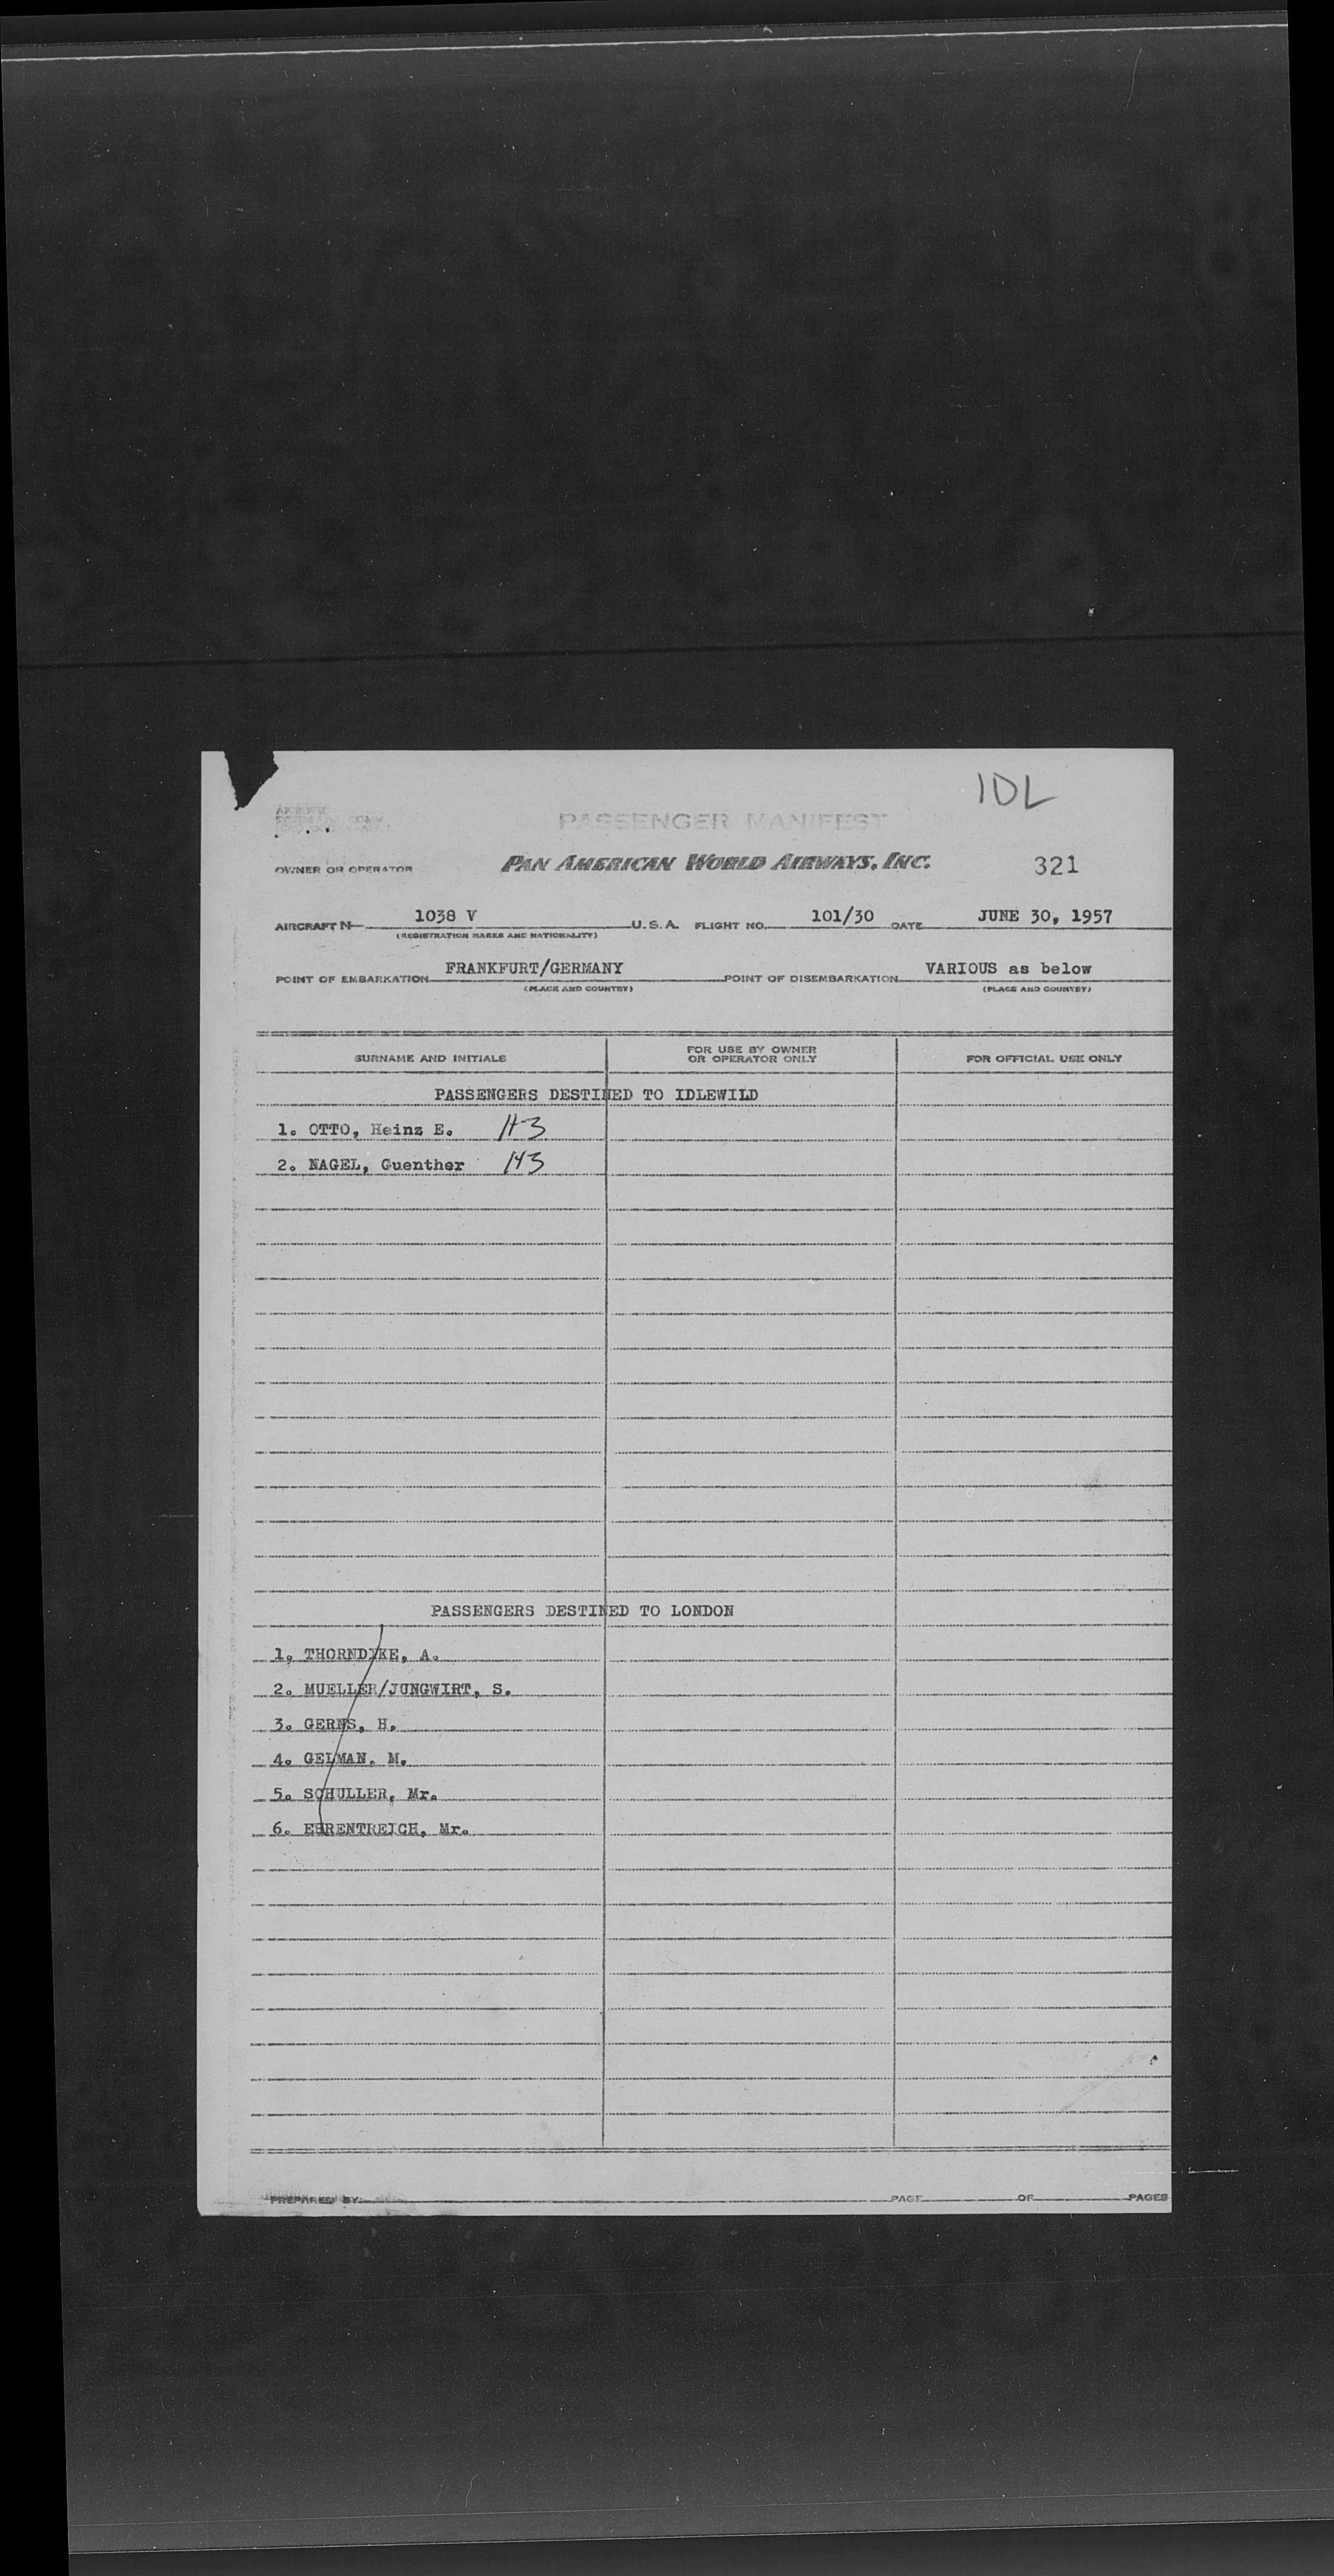 IDL
PASSENGER MANIFEST
OWNER OR OPERATOR PAN AMERICAN WORLD AIRWAYS, INC. 321
AIRCRAFT N 1038 V U.S.A. FLIGHT NO. 101/30 DATE JUNE 30, 1957
(REGISTRATION MARKS AND NATIONALITY)
POINT OF EMBARKATION FRANKFURT/GERMANY POINT OF DISEMBARKATION VARIOUS as below
(PLACE AND COUNTRY) (PLACE AND COUNTRY)
SURNAME AND INITIALS FOR USE BY OWNER OR OPERATOR ONLY FOR OFFICIAL USE ONLY
PASSENGERS DESTINED TO IDLEWILD
1. OTTO, Heinz E. H3
2. NAGEL, Guenther H3
PASSENGERS DESTINED TO LONDON
1. THORNDYKE, A.
2. MUELLER/JUNGWIRT, S.
3. GERNS, H.
4. GELMAN, M.
5. SCHULLER, Mr.
6. EHRENTREICH, Mr.
PREPARED BY: PAGE OF PAGES